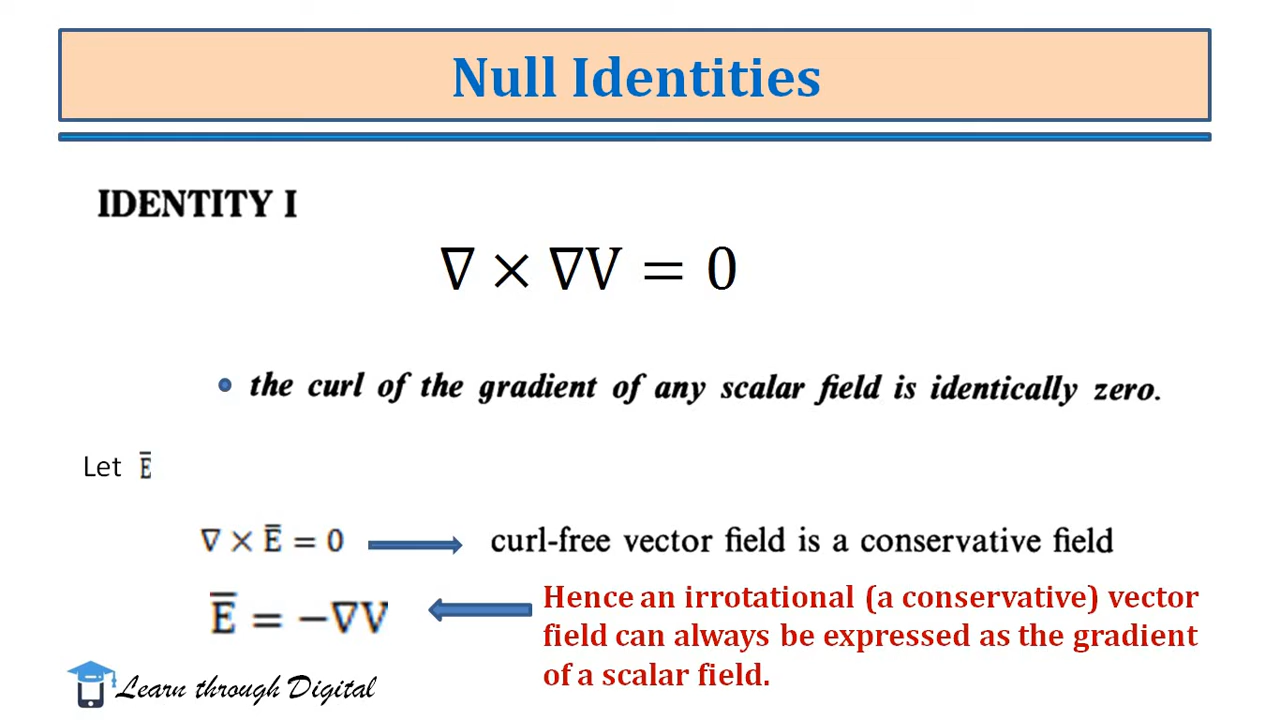 Null Identities
IDENTITY I
∇ × ∇V = 0
the curl of the gradient of any scalar field is identically zero.
Let E̅
∇ × E̅ = 0 curl-free vector field is a conservative field
E̅ = −∇V
Hence an irrotational (a conservative) vector
field can always be expressed as the gradient
of a scalar field.
Learn through Digital